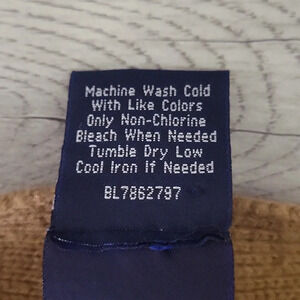 Machine Wash Cold
With Like Colors
Only Non-Chlorine
Bleach When Needed
Tumble Dry Low
Cool Iron if Needed
BL7862797